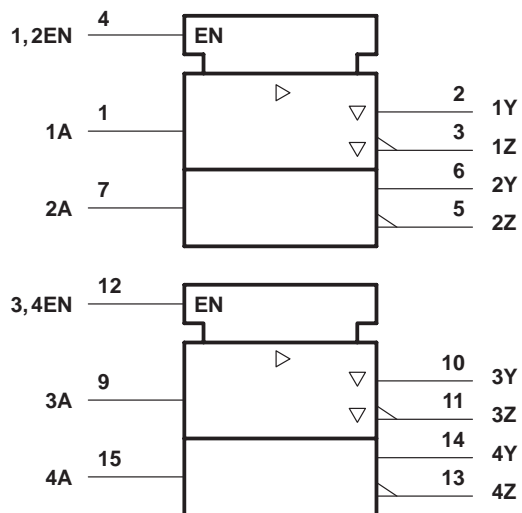 4
1,2EN EN
1 2 1Y
1A 3 1Z
7 6 2Y
2A 5 2Z
12
3,4EN EN
9 10 3Y
3A 11 3Z
15 14 4Y
4A 13 4Z